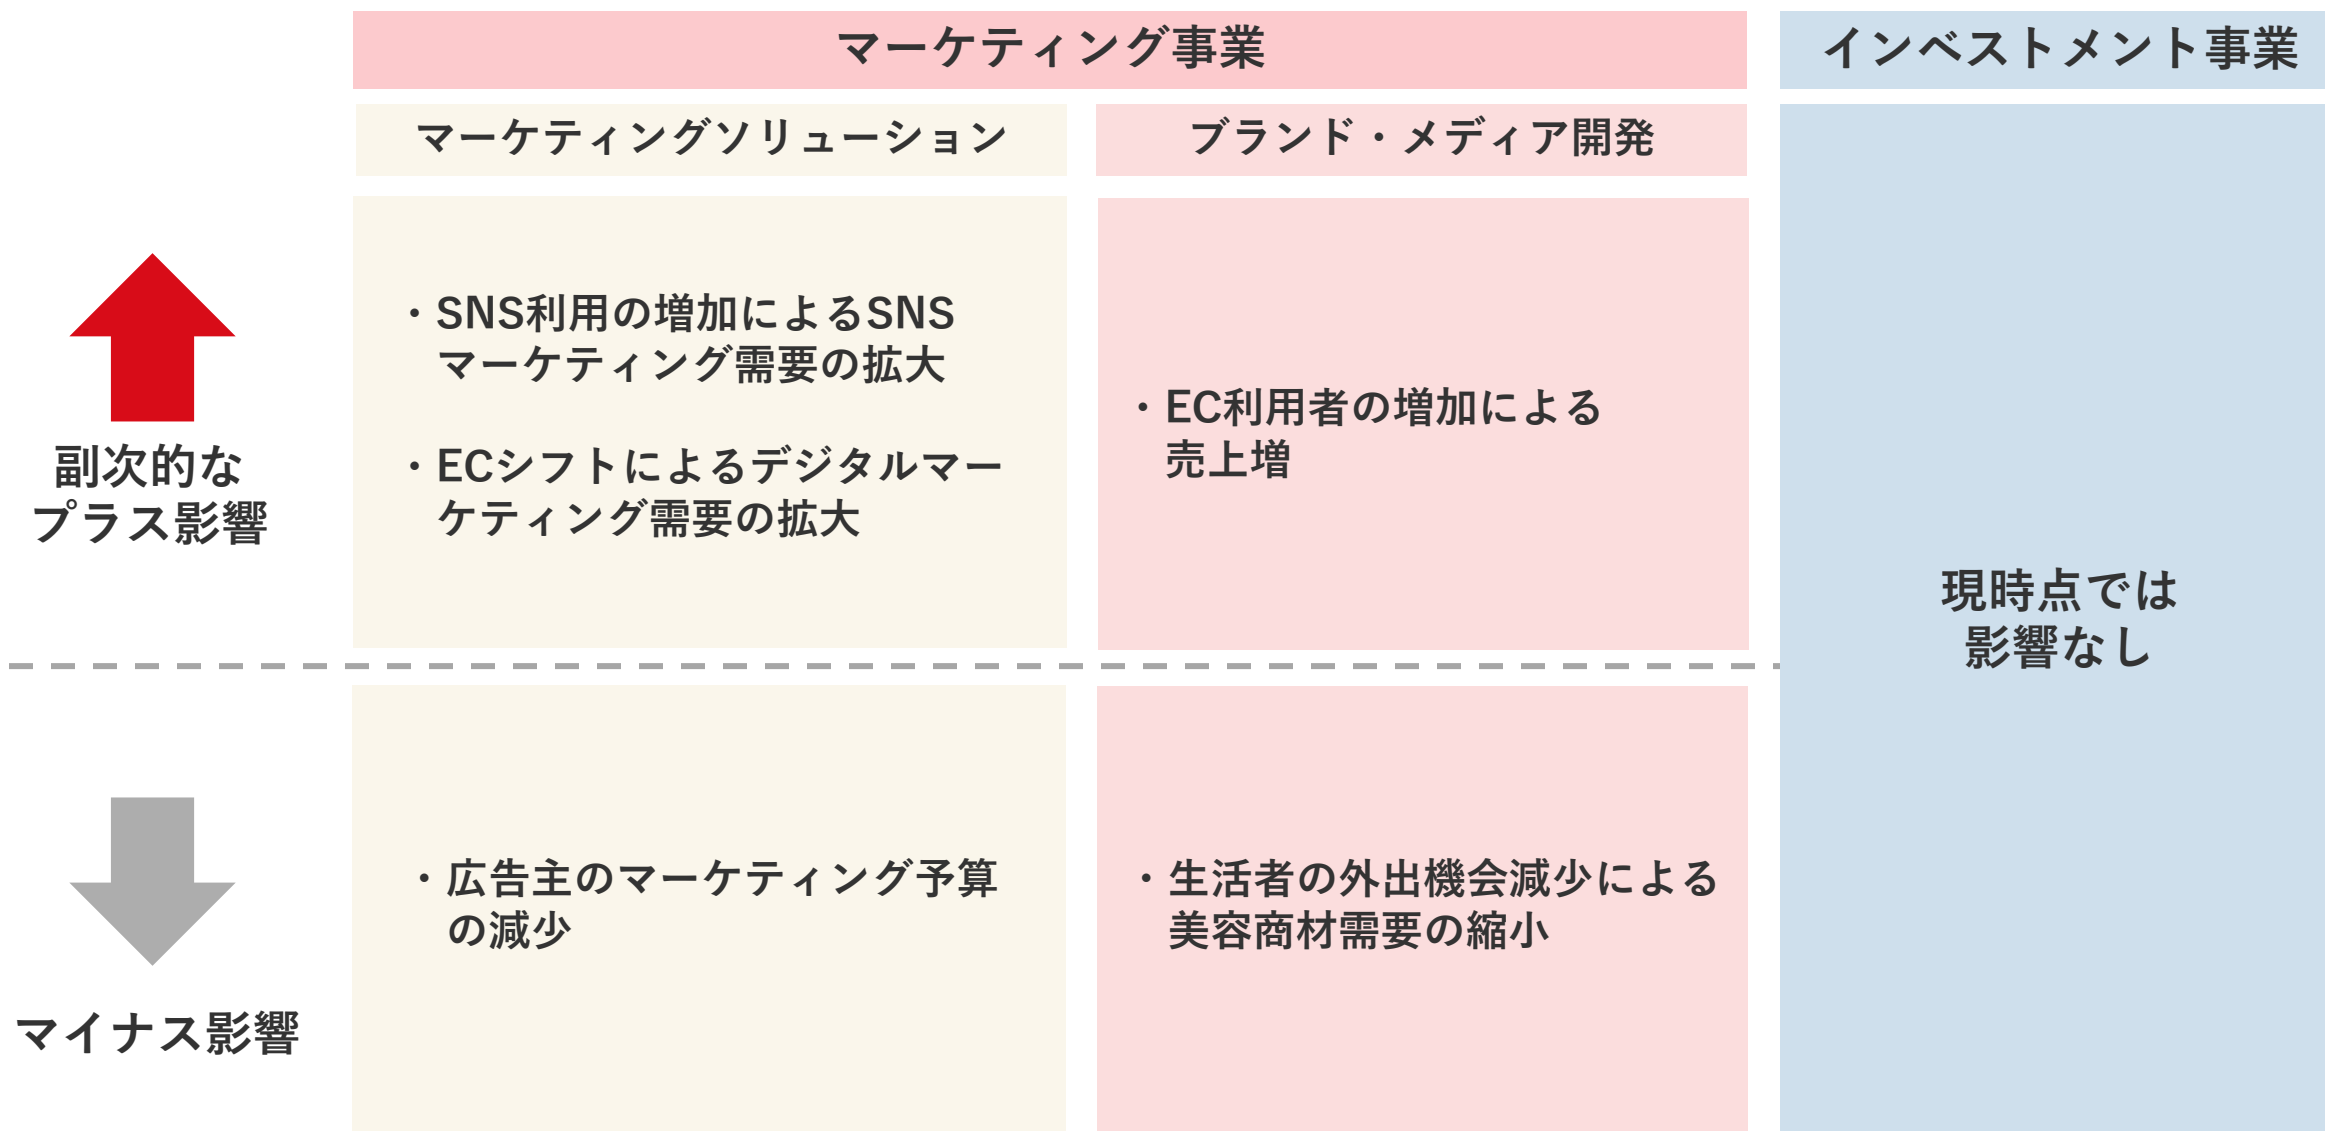 マーケティング事業
インベストメント事業
マーケティングソリューション
ブランド・メディア開発
副次的な
プラス影響
・SNS利用の増加によるSNS
マーケティング需要の拡大
・ECシフトによるデジタルマー
ケティング需要の拡大
・EC利用者の増加による
売上増
現時点では
影響なし
マイナス影響
・広告主のマーケティング予算
の減少
・生活者の外出機会減少による
美容商材需要の縮小